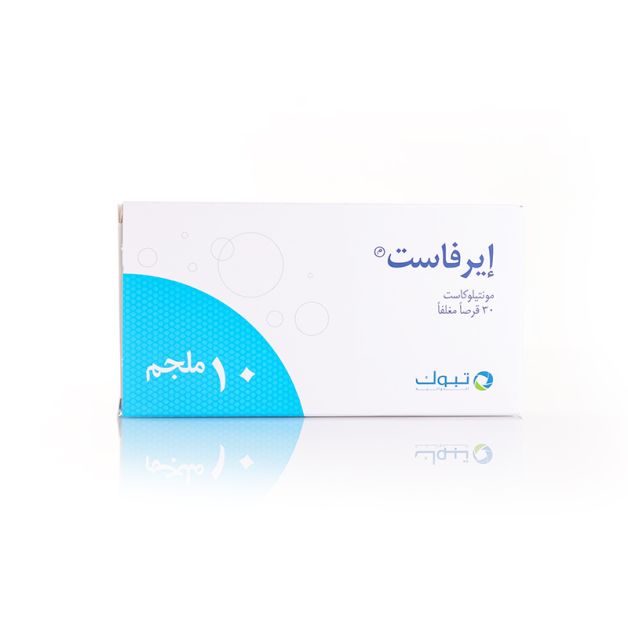 إيرفاست
مونتيلوكاست
٣٠ قرصاً مغلفاً
١٠ ملجم
تبوك